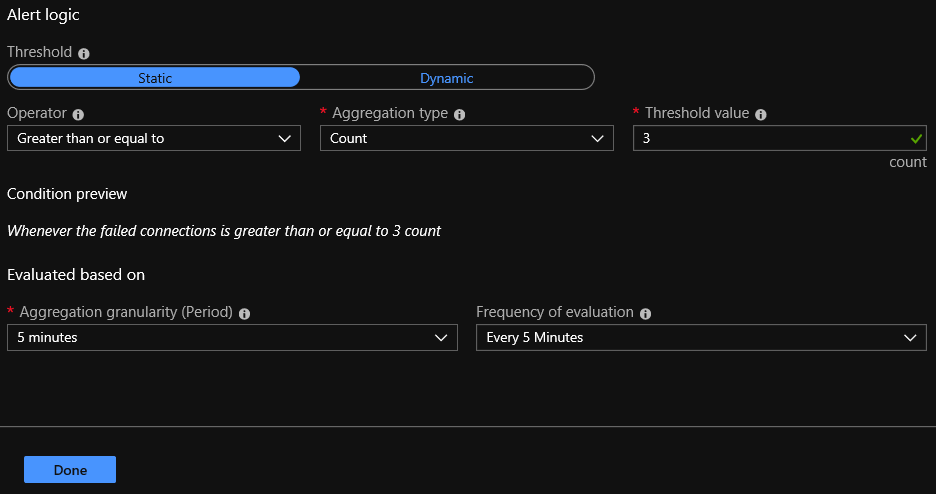 Alert logic
Threshold
Static Dynamic
Operator * Aggregation type * Threshold value
Greater than or equal to Count 3
count
Condition preview
Whenever the failed connections is greater than or equal to 3 count
Evaluated based on
* Aggregation granularity (Period) Frequency of evaluation
5 minutes Every 5 Minutes
Done